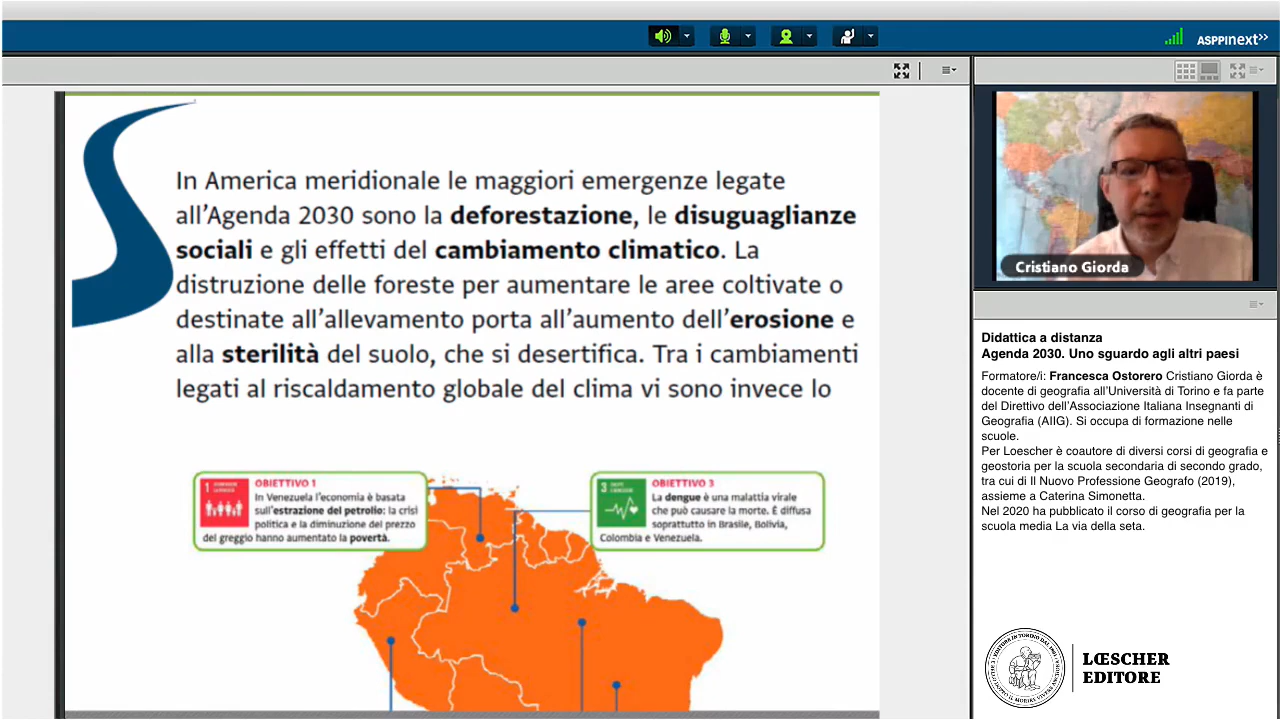 ASPPInext>>
In America meridionale le maggiori emergenze legate
all'Agenda 2030 sono la deforestazione, le disuguaglianze
sociali e gli effetti del cambiamento climatico. La
distruzione delle foreste per aumentare le aree coltivate o
destinate all'allevamento porta all'aumento dell'erosione e
alla sterilità del suolo, che si desertifica. Tra i cambiamenti
legati al riscaldamento globale del clima vi sono invece lo
1
OBIETTIVO 1
In Venezuela l'economia è basata
sull'estrazione del petrolio: la crisi
politica e la diminuzione del prezzo
del greggio hanno aumentato la povertà.
3
OBIETTIVO 3
La dengue è una malattia virale
che può causare la morte. È diffusa
soprattutto in Brasile, Bolivia,
Colombia e Venezuela.
Cristiano Giorda
Didattica a distanza
Agenda 2030. Uno sguardo agli altri paesi
Formatore/i: Francesca Ostorero Cristiano Giorda è
docente di geografia all'Università di Torino e fa parte
del Direttivo dell'Associazione Italiana Insegnanti di
Geografia (AIIG). Si occupa di formazione nelle
scuole.
Per Loescher è coautore di diversi corsi di geografia e
geostoria per la scuola secondaria di secondo grado,
tra cui di Il Nuovo Professione Geografo (2019),
assieme a Caterina Simonetta.
Nel 2020 ha pubblicato il corso di geografia per la
scuola media La via della seta.
LŒSCHER
EDITORE